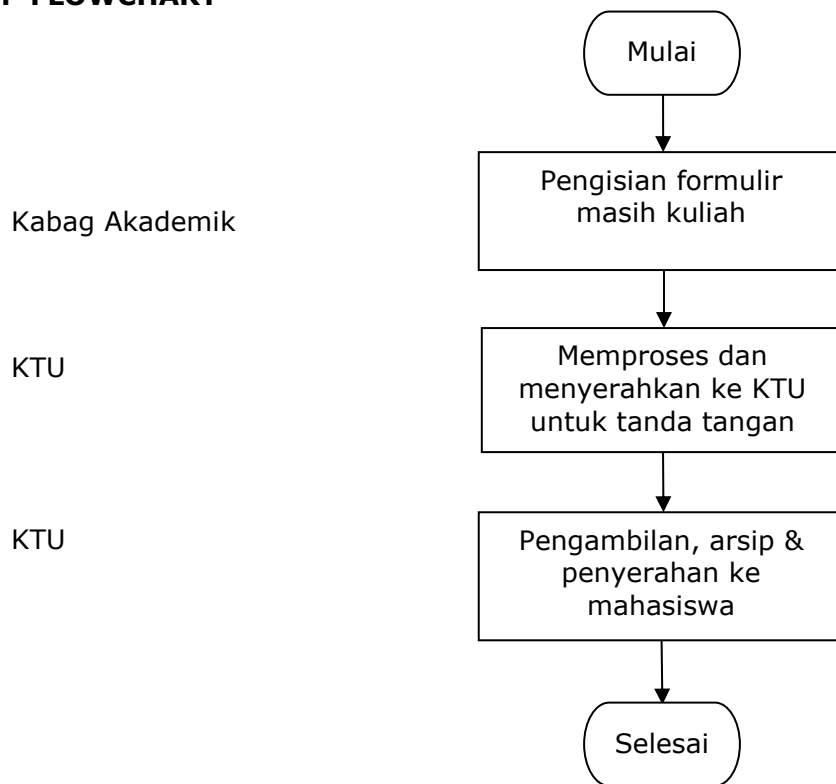 FLOWCHART
Mulai
Kabag Akademik
Pengisian formulir
masih kuliah
KTU
Memproses dan
menyerahkan ke KTU
untuk tanda tangan
KTU
Pengambilan, arsip &
penyerahan ke
mahasiswa
Selesai